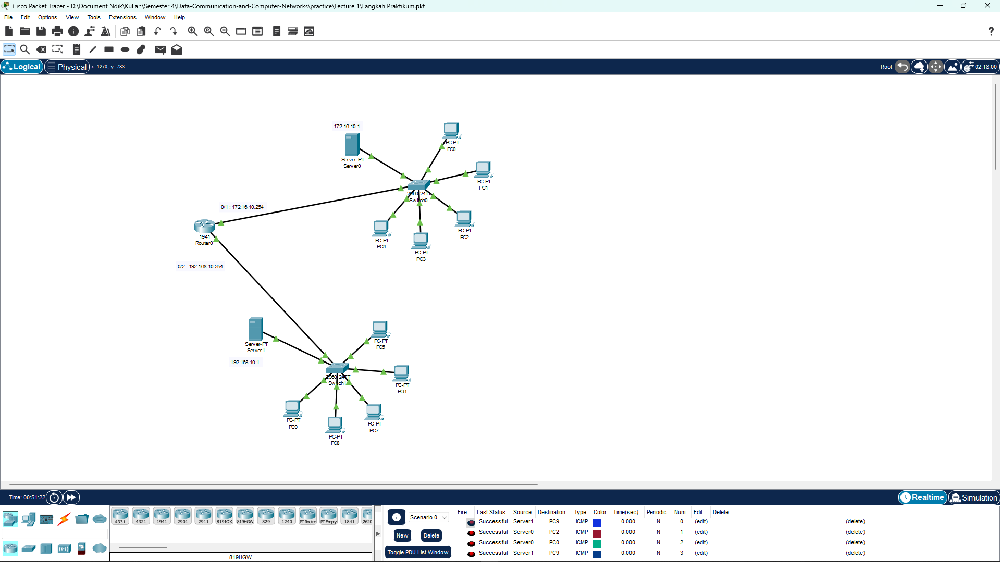 Cisco Packet Tracer - D:\Document Ndik\Kuliah\Semester 4\Data-Communication-and-Computer-Networks\practice\Lecture 1\Langkah Praktikum.pkt
File Edit Options View Tools Extensions Window Help
Logical Physical x: 1270, y: 783 Root 02:18:00
172.16.10.1
PC-PT
PC0
Server-PT
Server0
PC-PT
PC1
2960-24TT
Switch0
0/1 : 172.16.10.254
PC-PT
PC2
1941
Router0
PC-PT
PC4
PC-PT
PC3
0/2 : 192.168.10.254
Server-PT
Server1
PC-PT
PC5
192.168.10.1
2960-24TT
Switch1
PC-PT
PC6
PC-PT
PC9
PC-PT
PC7
PC-PT
PC8
Time: 00:51:22 Realtime Simulation
4331 4321 1941 2901 2911 819IOX 819HGW 829 1240 PT-Router PT-Empty 1841 2620
819HGW
Scenario 0
New Delete
Toggle PDU List Window
Fire Last Status Source Destination Type Color Time(sec) Periodic Num Edit Delete
Successful Server1 PC9 ICMP 0.000 N 0 (edit) (delete)
Successful Server0 PC2 ICMP 0.000 N 1 (edit) (delete)
Successful Server0 PC0 ICMP 0.000 N 2 (edit) (delete)
Successful Server1 PC9 ICMP 0.000 N 3 (edit) (delete)